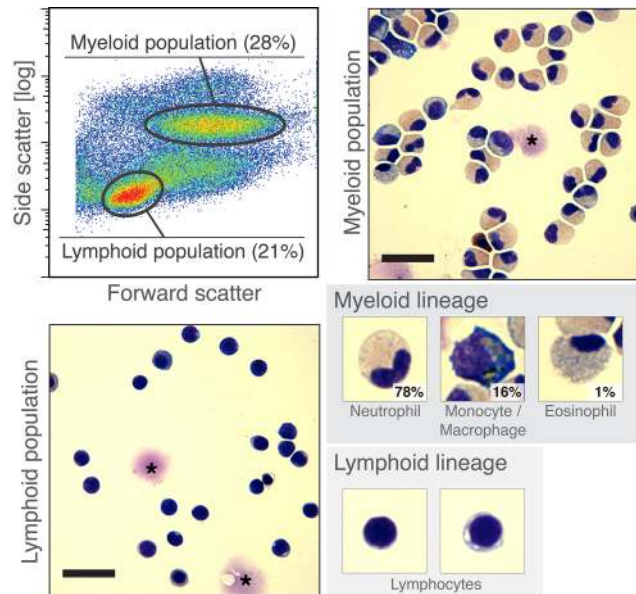 Myeloid population (28%)
Side scatter [log]
Lymphoid population (21%)
Forward scatter
Myeloid population
*
Lymphoid population
*
*
Myeloid lineage
78%
16%
1%
Neutrophil
Monocyte /
Macrophage
Eosinophil
Lymphoid lineage
Lymphocytes